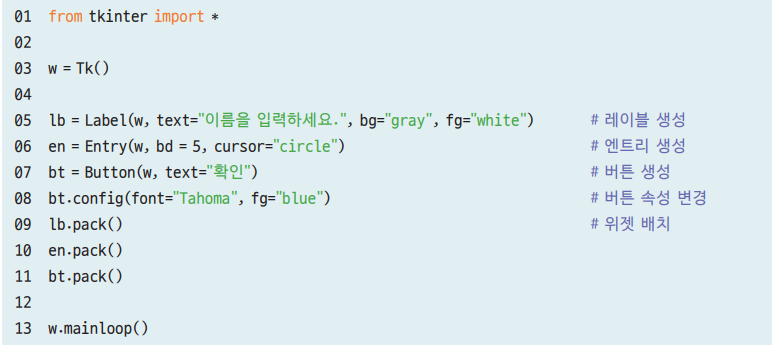 01 from tkinter import *
02
03 w = Tk()
04
05 lb = Label(w, text="이름을 입력하세요.", bg="gray", fg="white") # 레이블 생성
06 en = Entry(w, bd = 5, cursor="circle") # 엔트리 생성
07 bt = Button(w, text="확인") # 버튼 생성
08 bt.config(font="Tahoma", fg="blue") # 버튼 속성 변경
09 lb.pack() # 위젯 배치
10 en.pack()
11 bt.pack()
12
13 w.mainloop()